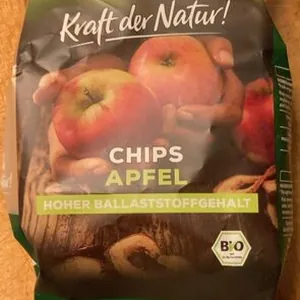 Kraft der Natur!
CHIPS
APFEL
HOHER BALLASTSTOFFGEHALT
BIO